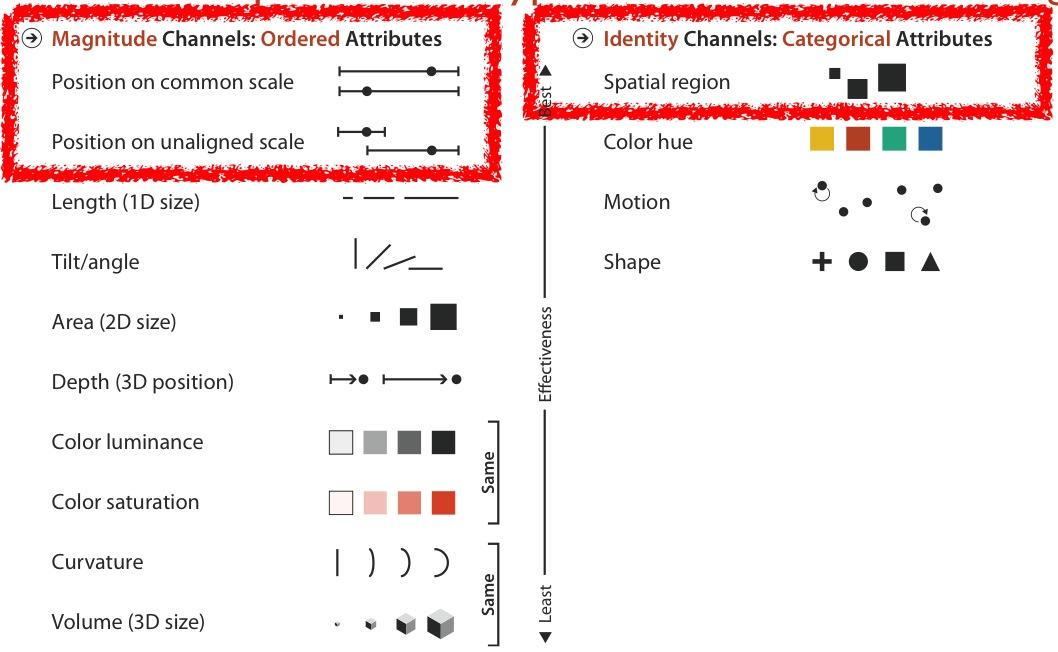 Magnitude Channels: Ordered Attributes
Position on common scale
Position on unaligned scale
Length (1D size)
Tilt/angle
Area (2D size)
Depth (3D position)
Color luminance
Color saturation
Curvature
Volume (3D size)
Same
Same
Best
Effectiveness
Least
Identity Channels: Categorical Attributes
Spatial region
Color hue
Motion
Shape